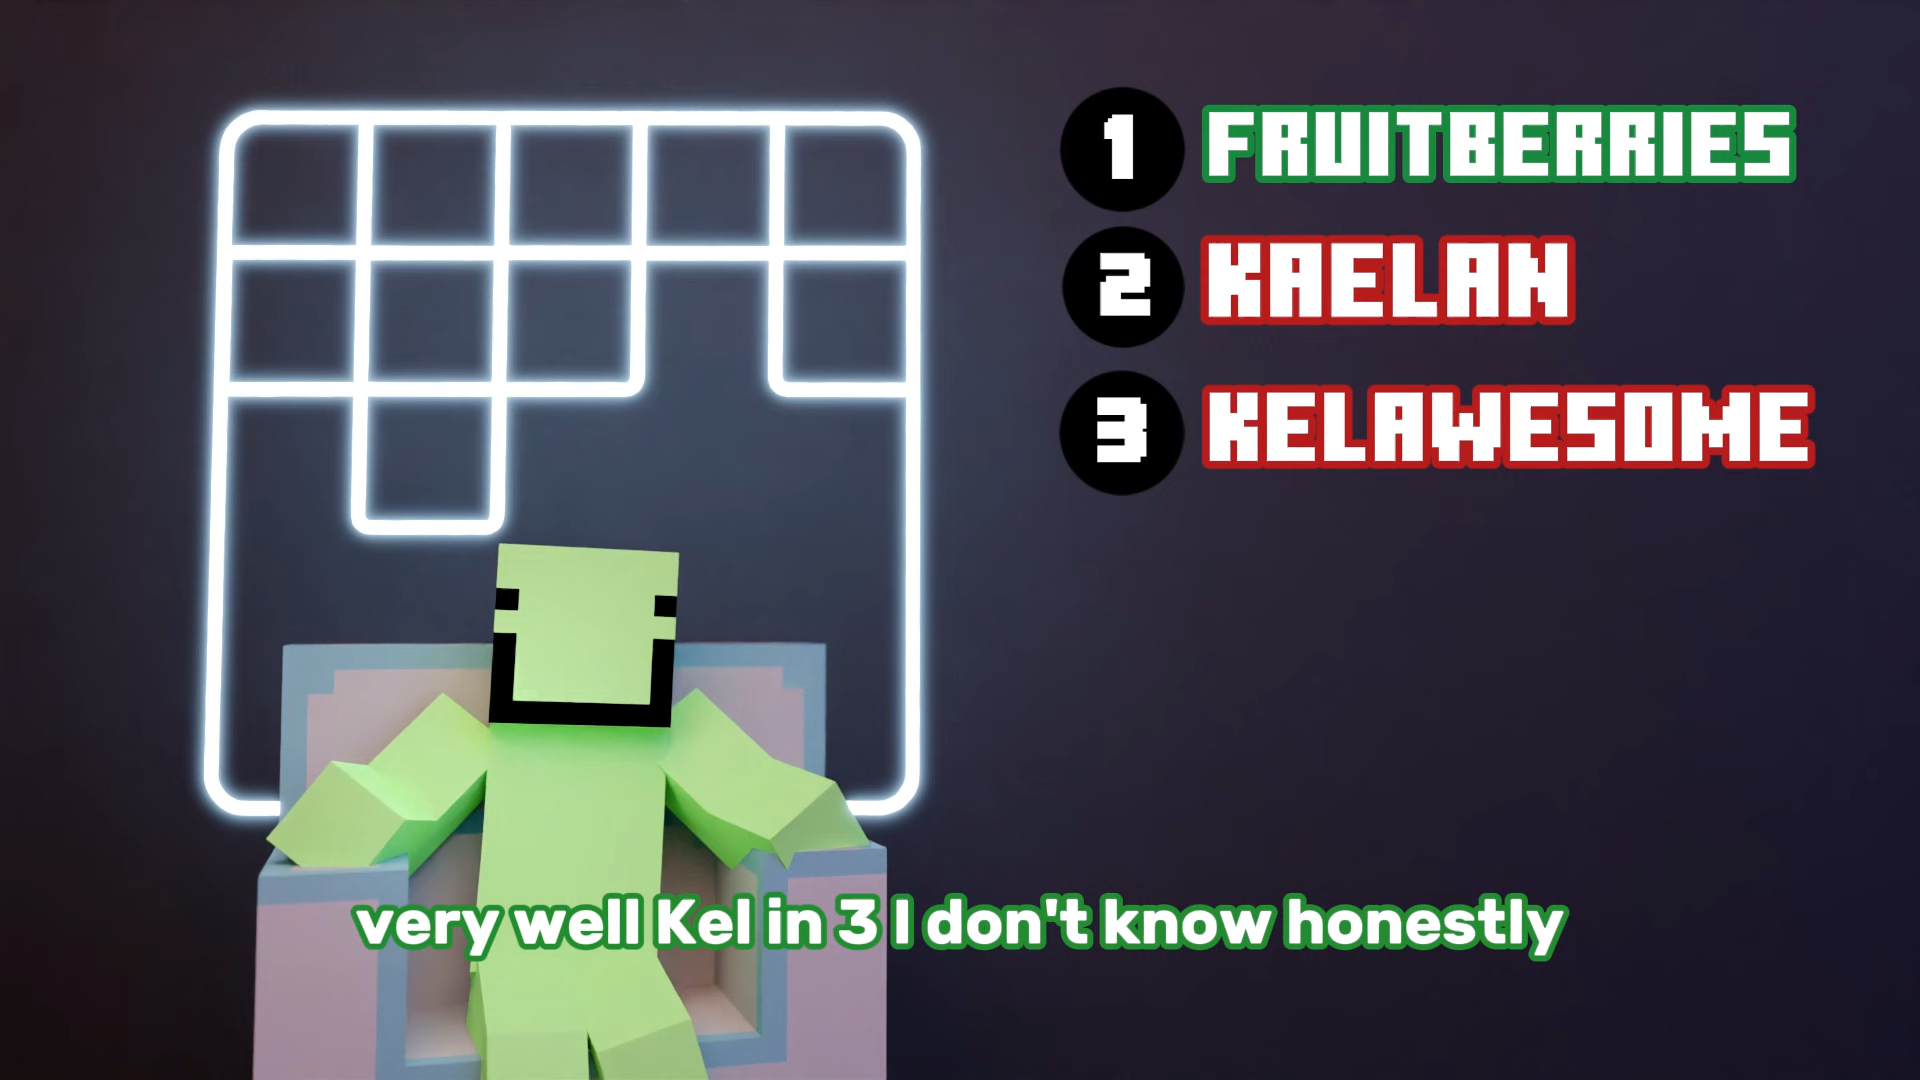 1 FRUITBERRIES
2 KAELAN
3 KELAWESOME
very well Kel in 3 I don't know honestly